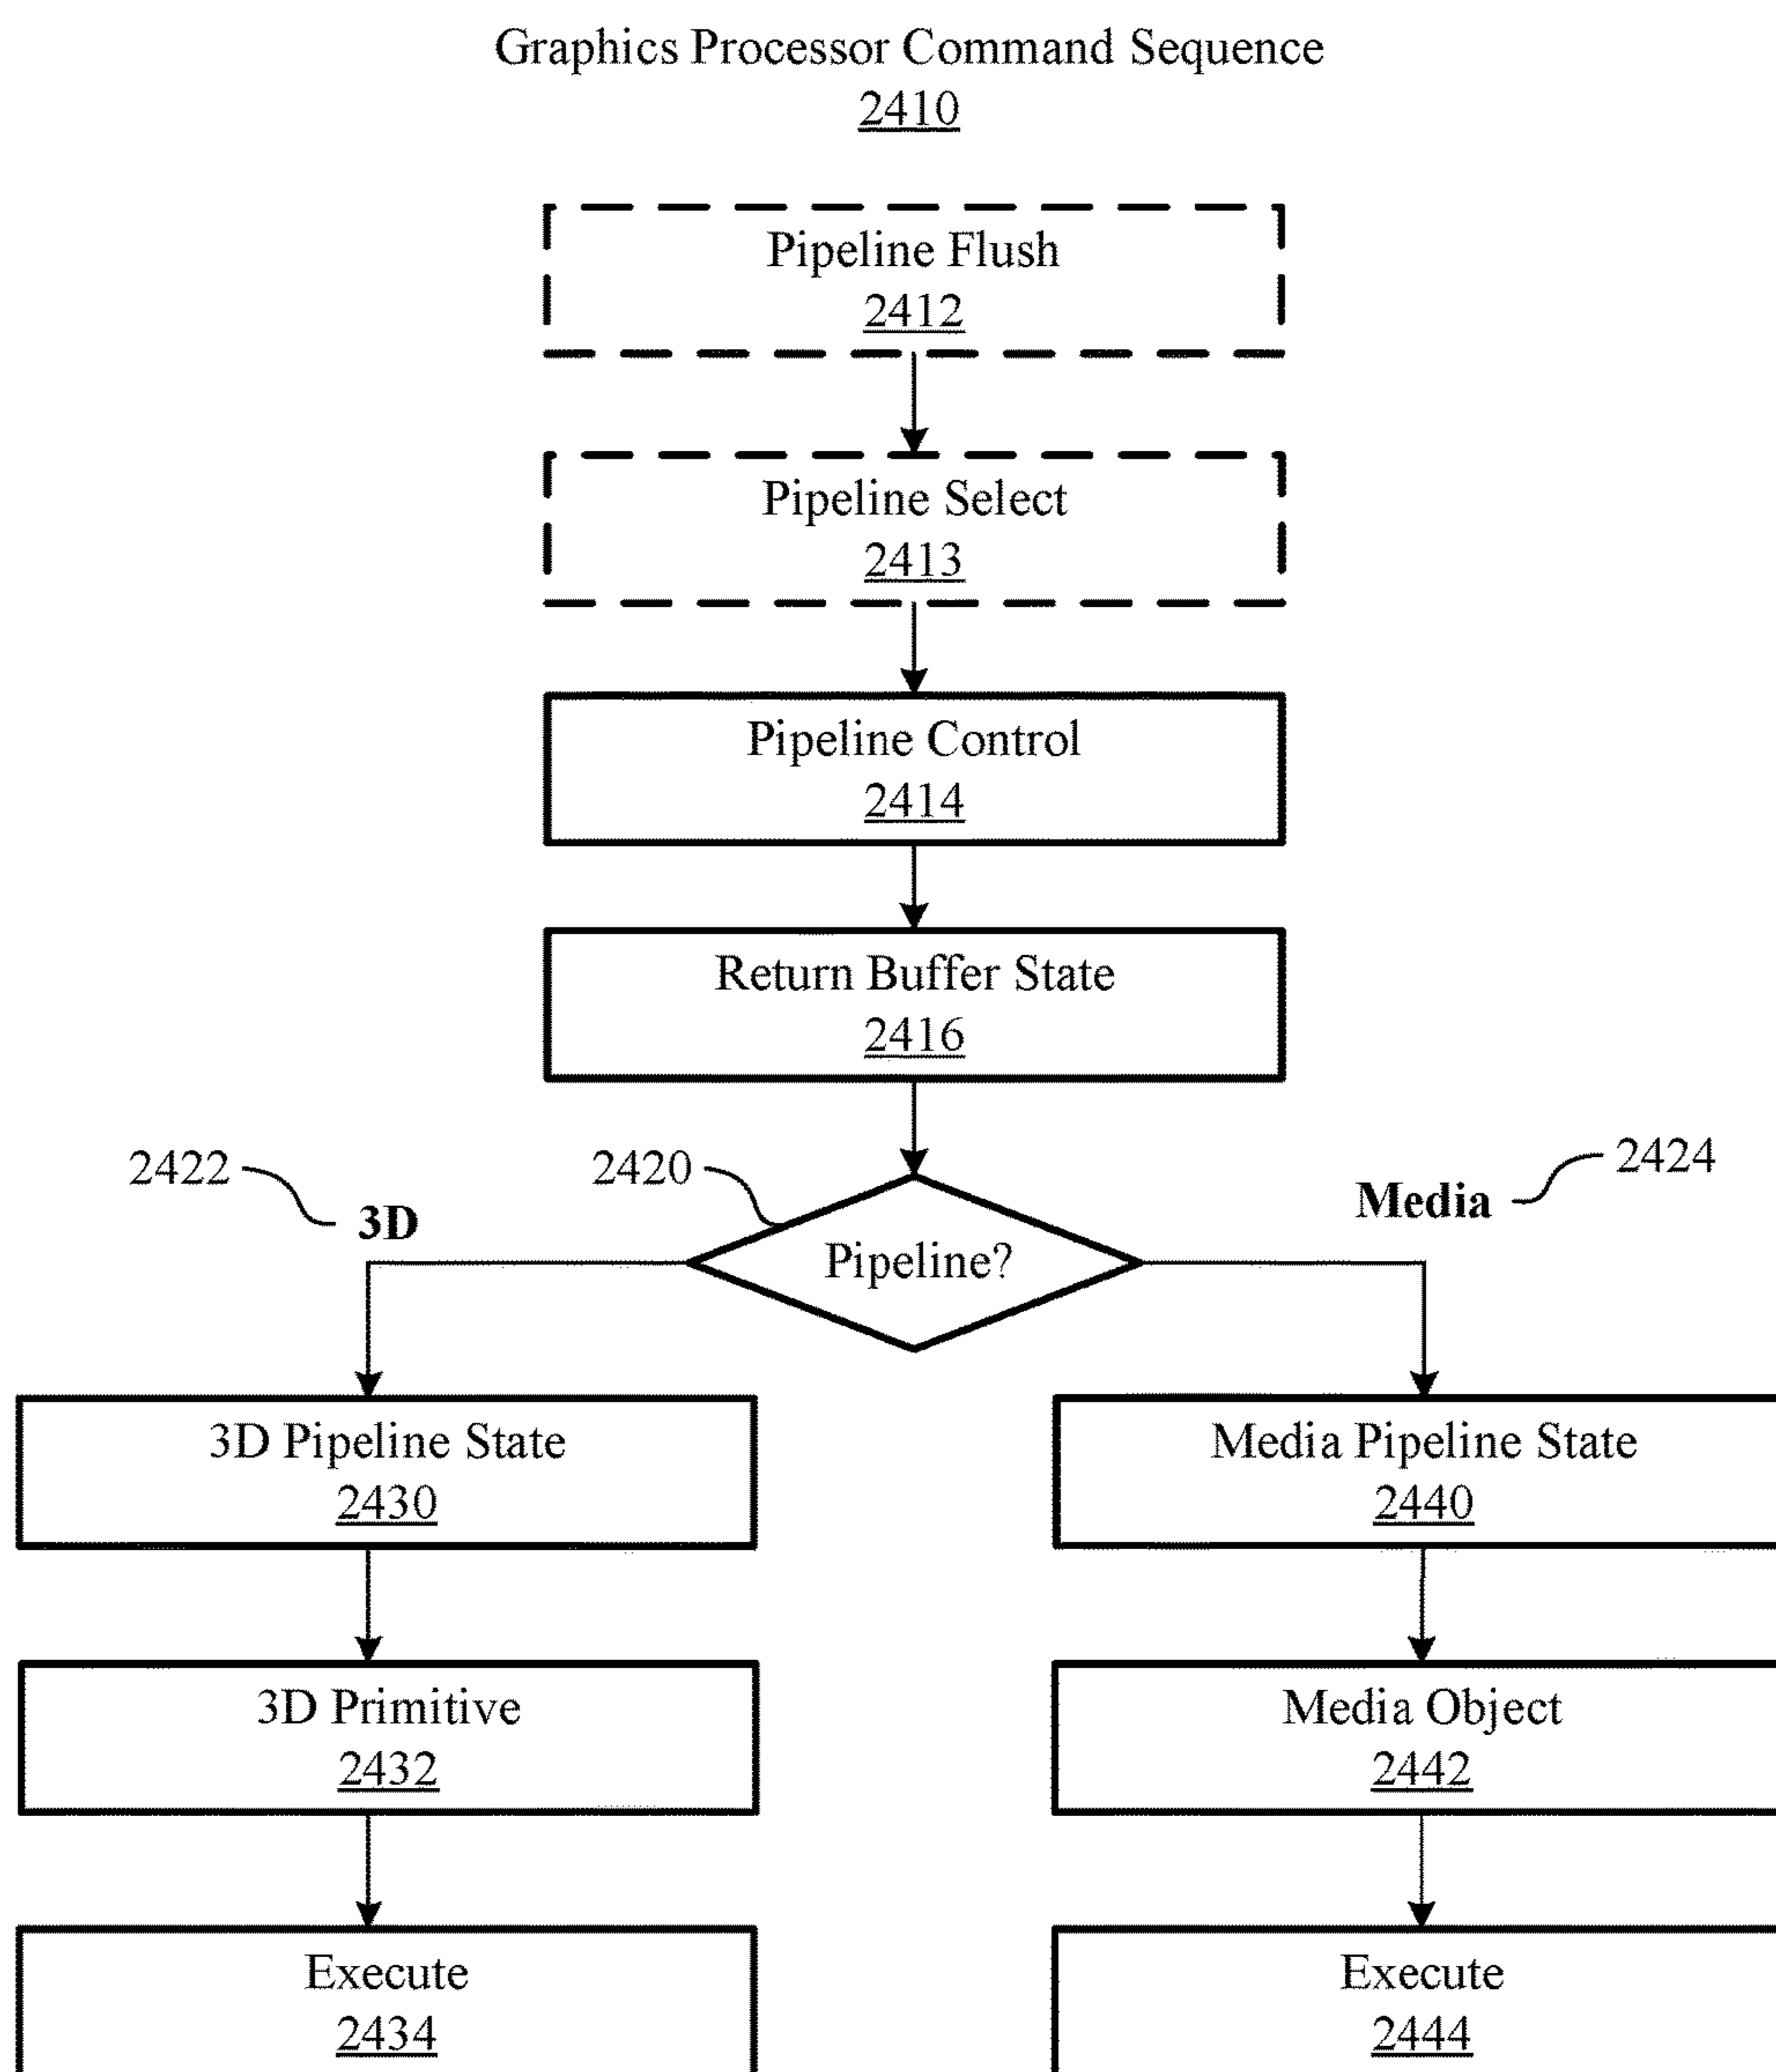 Graphics Processor Command Sequence
2410
Pipeline Flush
2412
Pipeline Select
2413
Pipeline Control
2414
Return Buffer State
2416
2422
3D
2420
Pipeline?
Media
2424
3D Pipeline State
2430
Media Pipeline State
2440
3D Primitive
2432
Media Object
2442
Execute
2434
Execute
2444